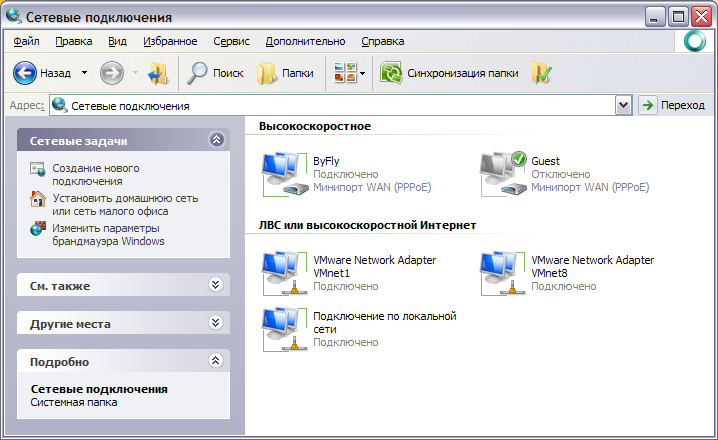 Сетевые подключения
Файл Правка Вид Избранное Сервис Дополнительно Справка
Назад Поиск Папки Синхронизация папки
Адрес: Сетевые подключения Переход
Сетевые задачи
Создание нового
подключения
Установить домашнюю сеть
или сеть малого офиса
Изменить параметры
брандмауэра Windows
См. также
Другие места
Подробно
Сетевые подключения
Системная папка
Высокоскоростное
ByFly
Подключено
Минипорт WAN (PPPoE)
Guest
Отключено
Минипорт WAN (PPPoE)
ЛВС или высокоскоростной Интернет
VMware Network Adapter
VMnet1
Подключено
VMware Network Adapter
VMnet8
Подключено
Подключение по локальной
сети
Подключено